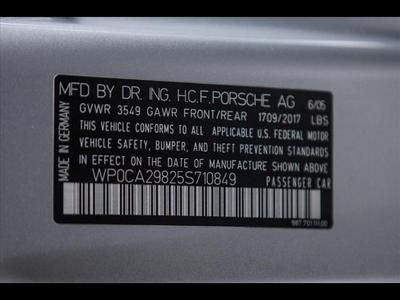 MFD BY DR. ING. H.C.F. PORSCHE AG 6/05
GVWR 3549 GAWR FRONT/REAR 1709/2017 LBS
THIS VEHICLE CONFORMS TO ALL APPLICABLE U.S. FEDERAL MOTOR
VEHICLE SAFETY, BUMPER, AND THEFT PREVENTION STANDARDS
IN EFFECT ON THE DATE OF MANUFACTURE SHOWN ABOVE.
WP0CA29825S710849
PASSENGER CAR
MADE IN GERMANY